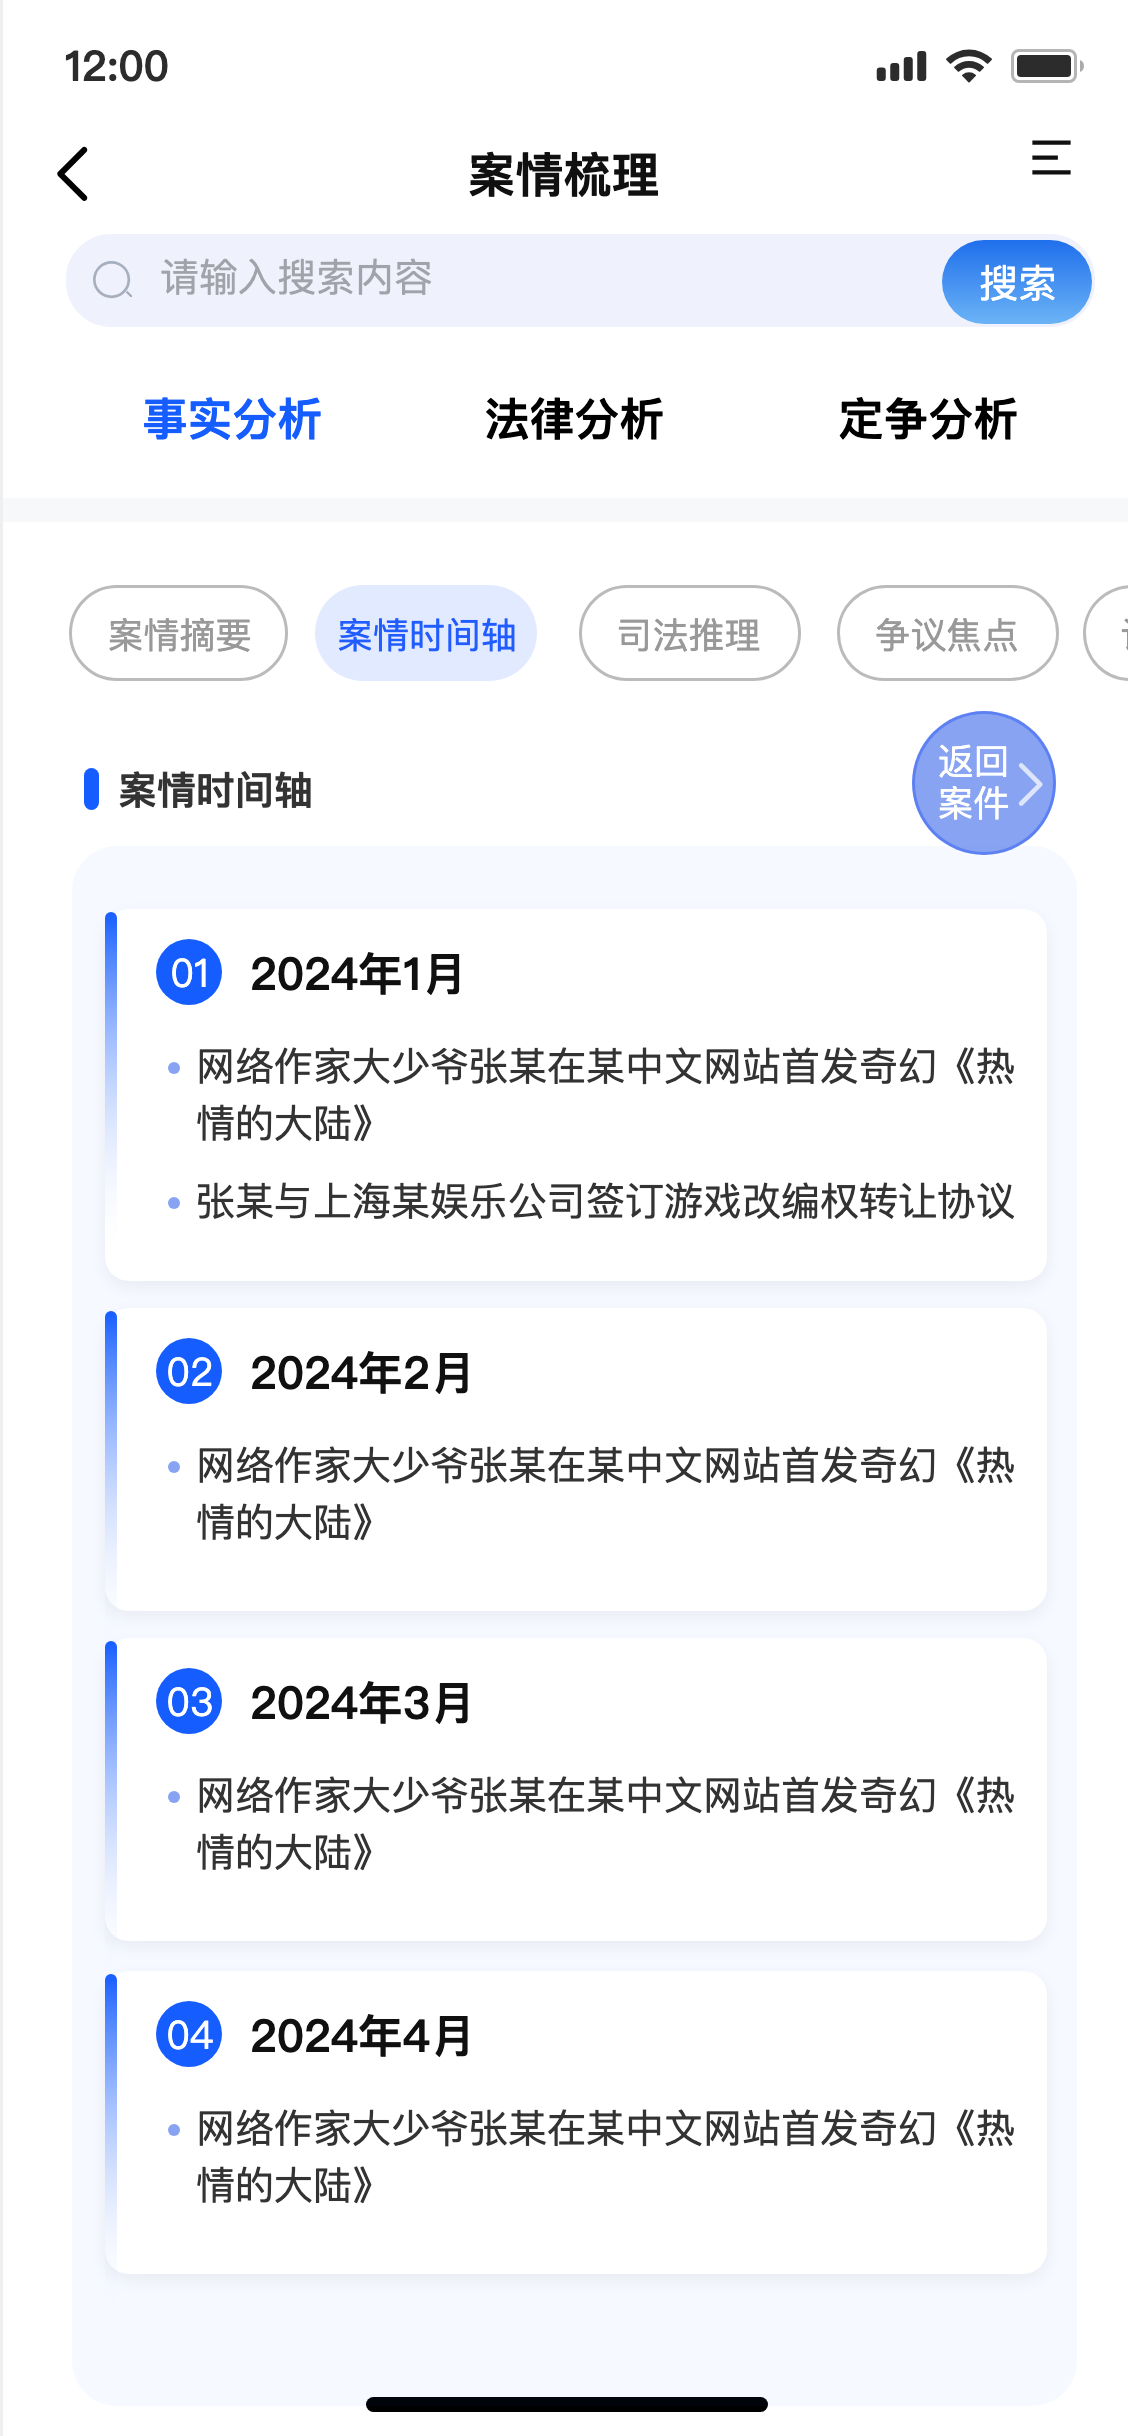 12:00
案情梳理
请输入搜索内容
搜索
事实分析
法律分析
定争分析
案情摘要
案情时间轴
司法推理
争议焦点
案情时间轴
返回
案件
01
2024年1月
网络作家大少爷张某在某中文网站首发奇幻《热
情的大陆》
张某与上海某娱乐公司签订游戏改编权转让协议
02
2024年2月
网络作家大少爷张某在某中文网站首发奇幻《热
情的大陆》
03
2024年3月
网络作家大少爷张某在某中文网站首发奇幻《热
情的大陆》
04
2024年4月
网络作家大少爷张某在某中文网站首发奇幻《热
情的大陆》